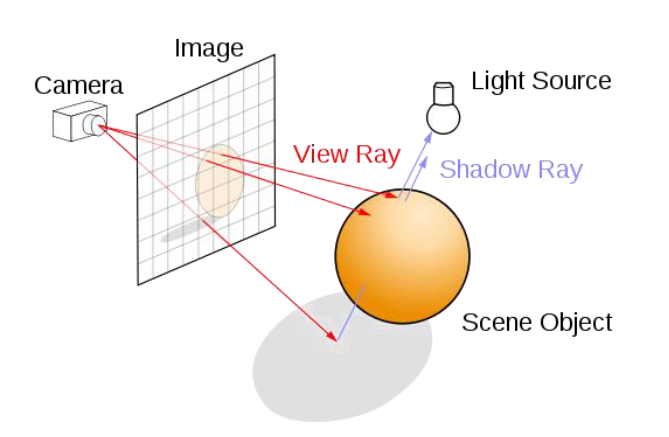 Image
Camera
Light Source
View Ray
Shadow Ray
Scene Object